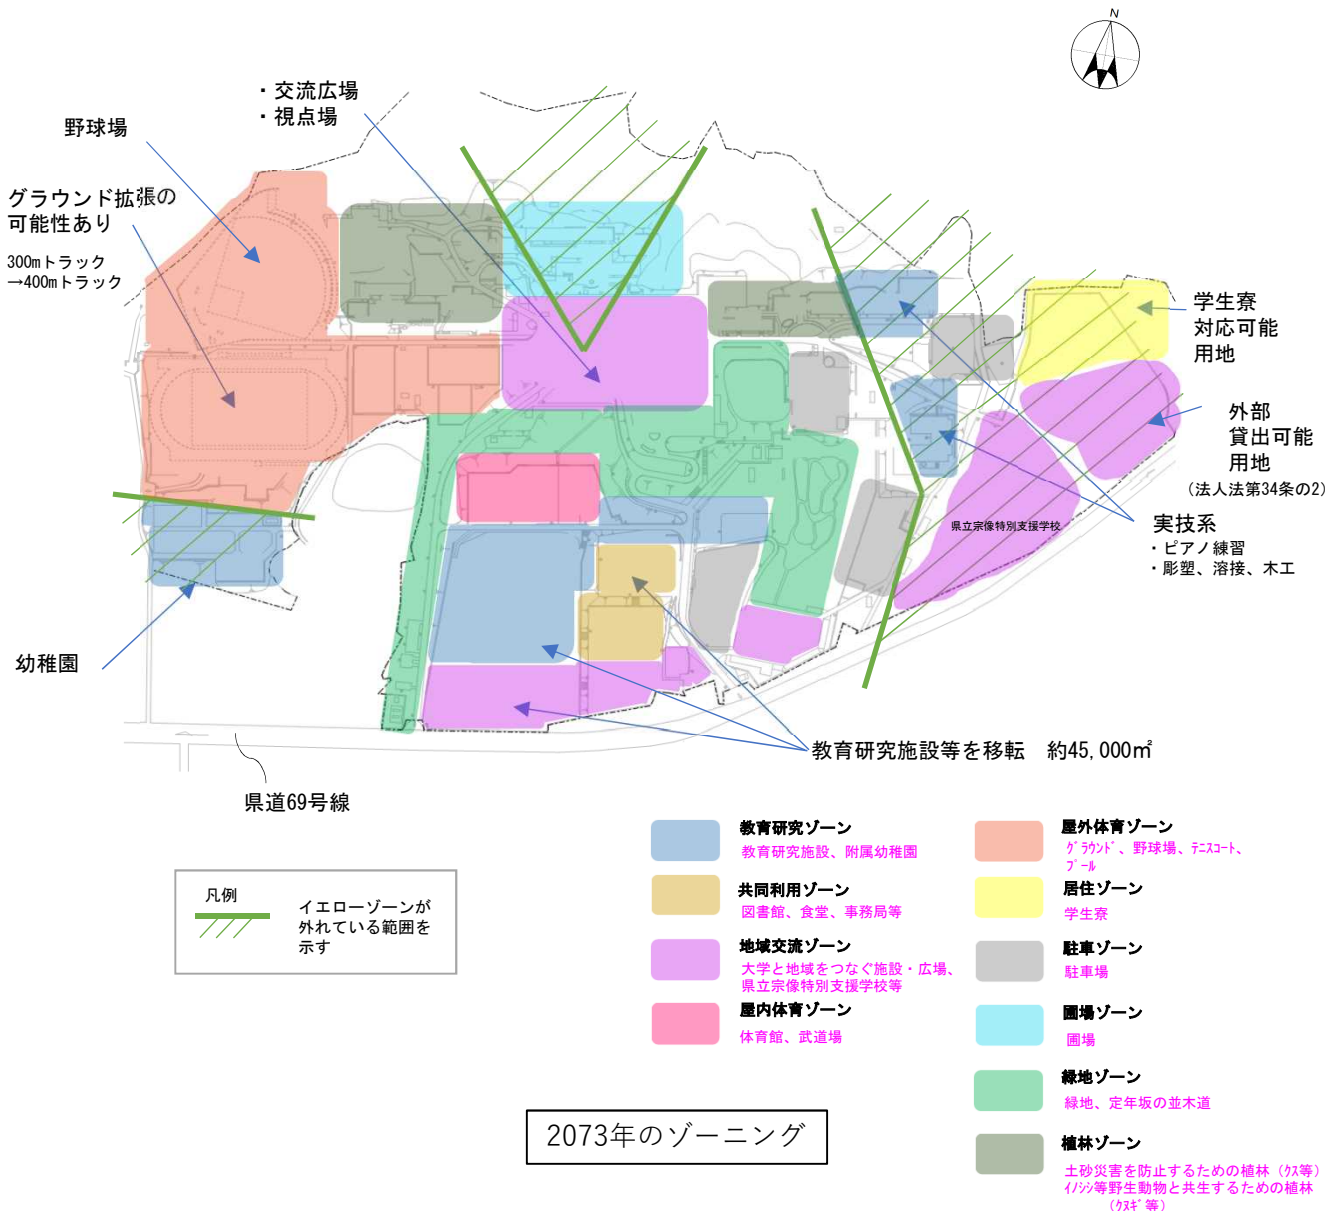 N
・交流広場
・視点場
野球場
グラウンド拡張の
可能性あり
300mトラック
→400mトラック
学生寮
対応可能
用地
外部
貸出可能
用地
(法人法第34条の2)
県立宗像特別支援学校
実技系
・ピアノ練習
・彫塑、溶接、木工
幼稚園
教育研究施設等を移転　約45,000㎡
県道69号線
凡例
イエローゾーンが
外れている範囲を
示す
教育研究ゾーン
教育研究施設、附属幼稚園
共同利用ゾーン
図書館、食堂、事務局等
地域交流ゾーン
大学と地域をつなぐ施設・広場、
県立宗像特別支援学校等
屋内体育ゾーン
体育館、武道場
屋外体育ゾーン
グラウンド、野球場、テニスコート、
プール
居住ゾーン
学生寮
駐車ゾーン
駐車場
圃場ゾーン
圃場
緑地ゾーン
緑地、定年坂の並木道
植林ゾーン
土砂災害を防止するための植林（クス等）
イノシシ等野生動物と共生するための植林
（クヌギ等）
2073年のゾーニング